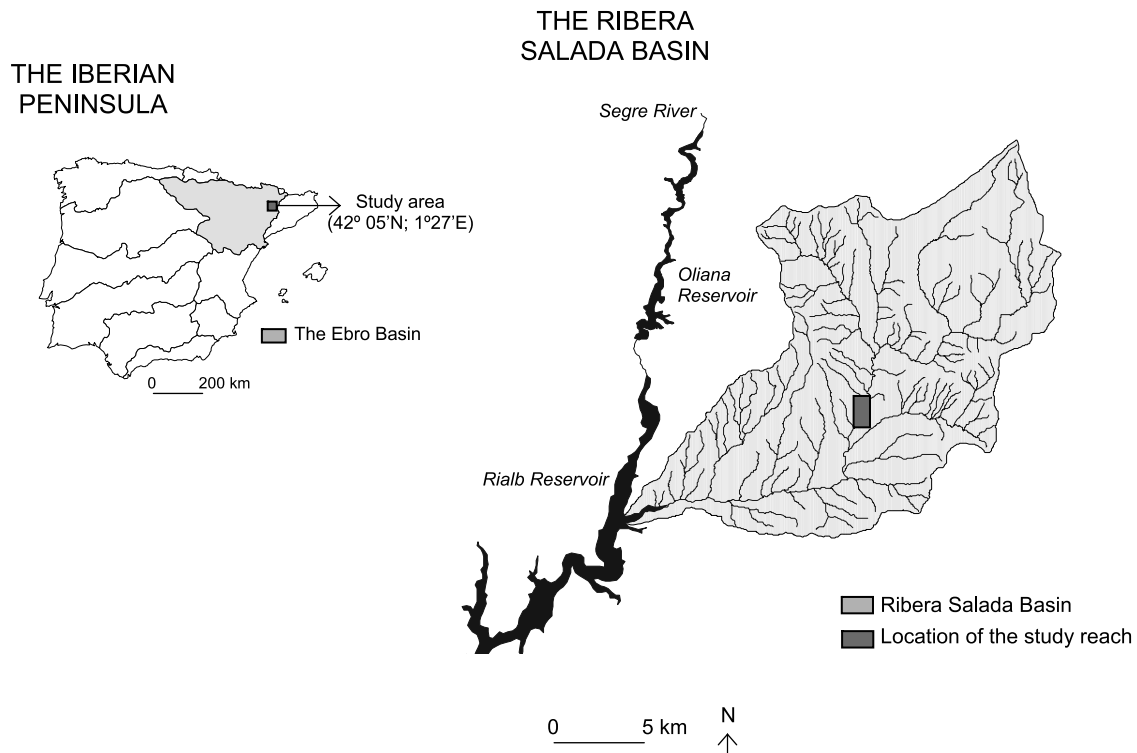 THE IBERIAN
PENINSULA
Study area
(42º 05'N; 1º27'E)
The Ebro Basin
0 200 km
THE RIBERA
SALADA BASIN
Segre River
Oliana
Reservoir
Rialb Reservoir
Ribera Salada Basin
Location of the study reach
0 5 km
N